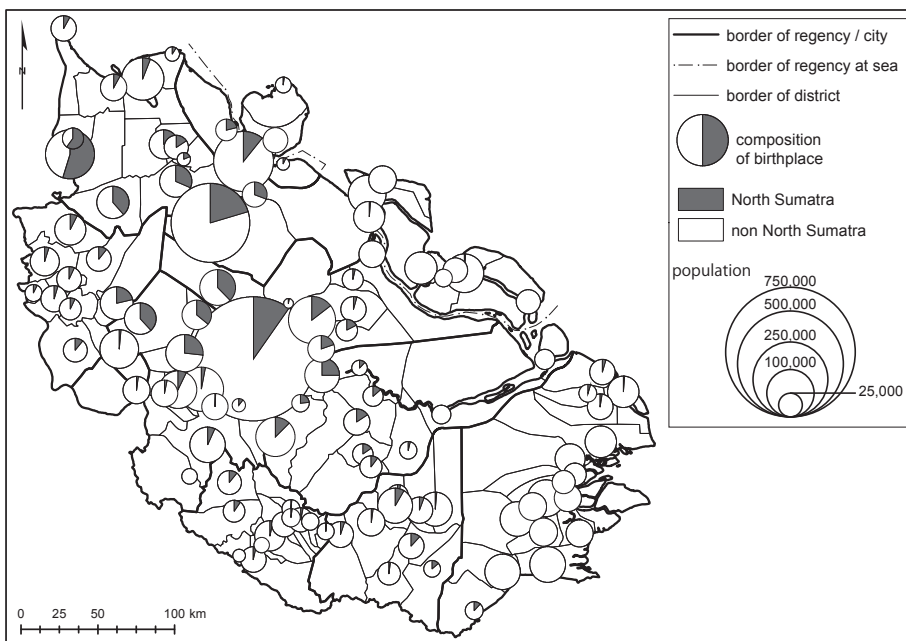 N
border of regency / city
border of regency at sea
border of district
composition
of birthplace
North Sumatra
non North Sumatra
population
750,000
500,000
250,000
100,000
25,000
0 25 50 100 km